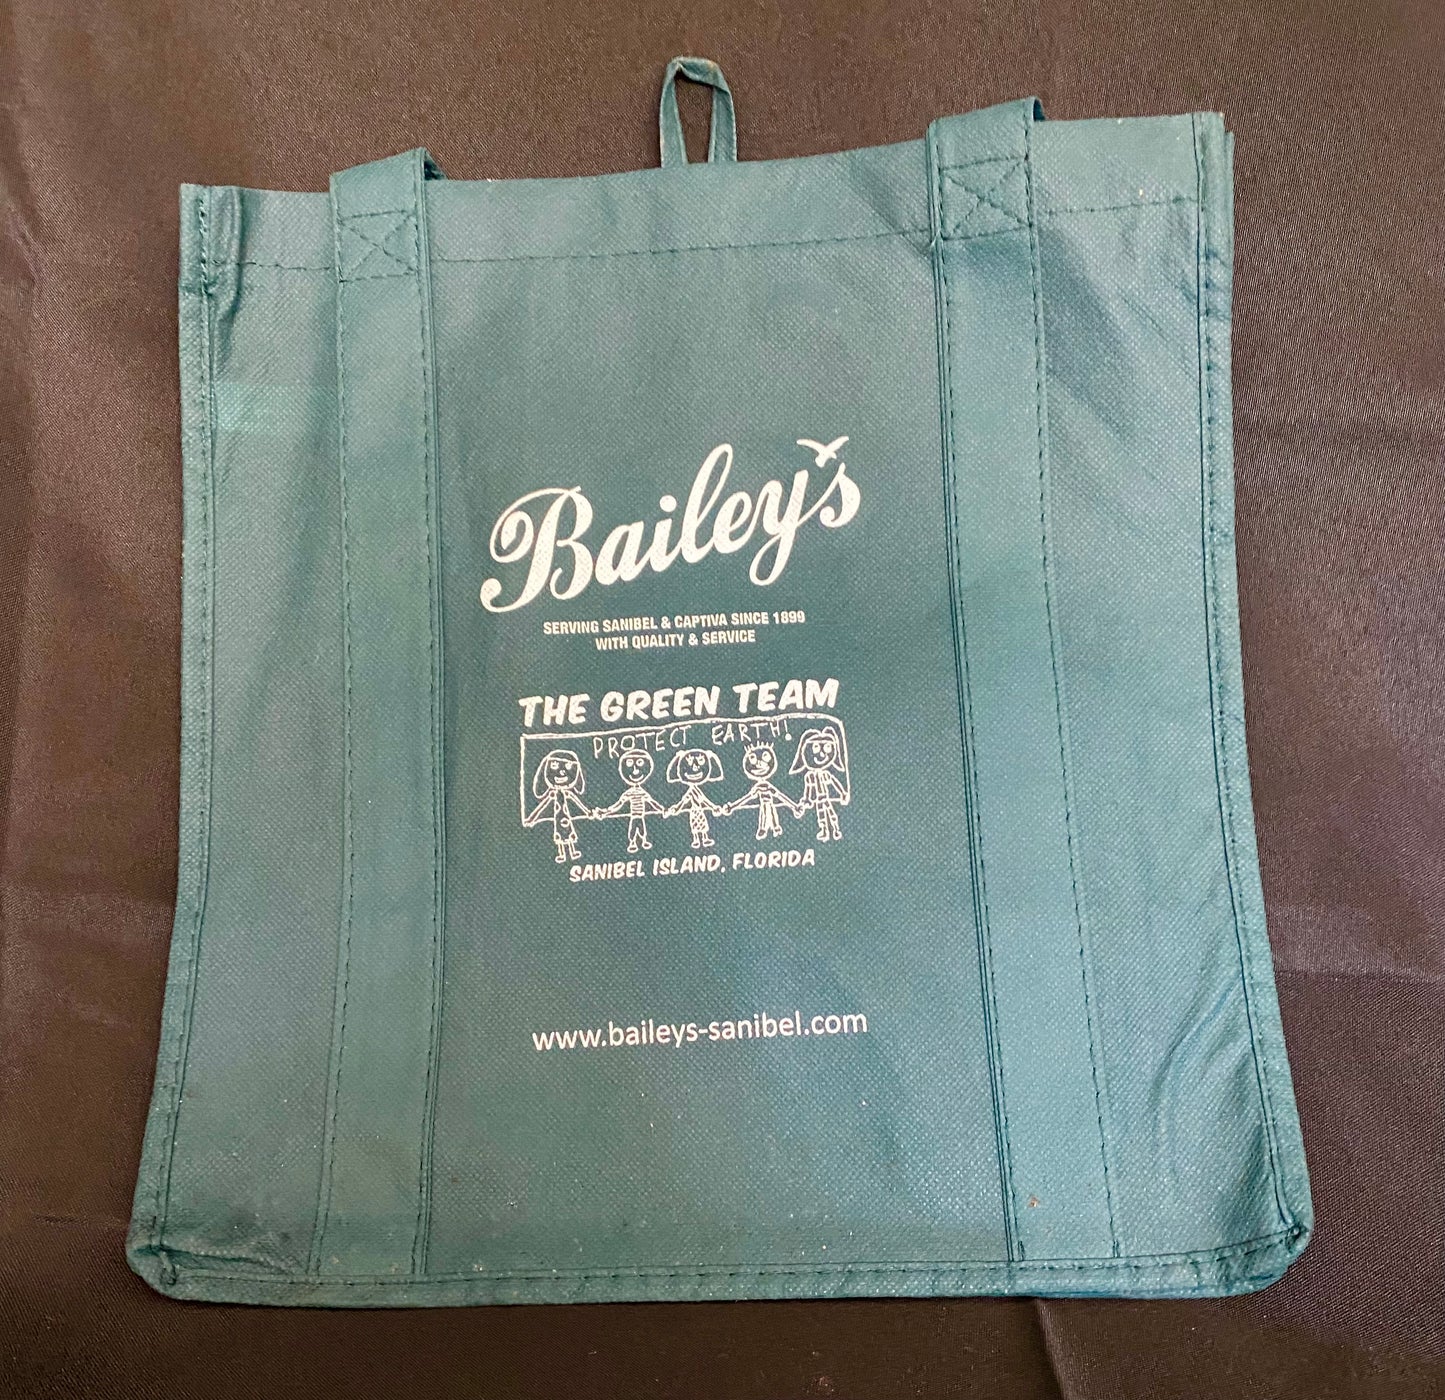 Bailey's
SERVING SANIBEL & CAPTIVA SINCE 1899
WITH QUALITY & SERVICE
THE GREEN TEAM
PROTECT EARTH!
SANIBEL ISLAND, FLORIDA
www.baileys-sanibel.com